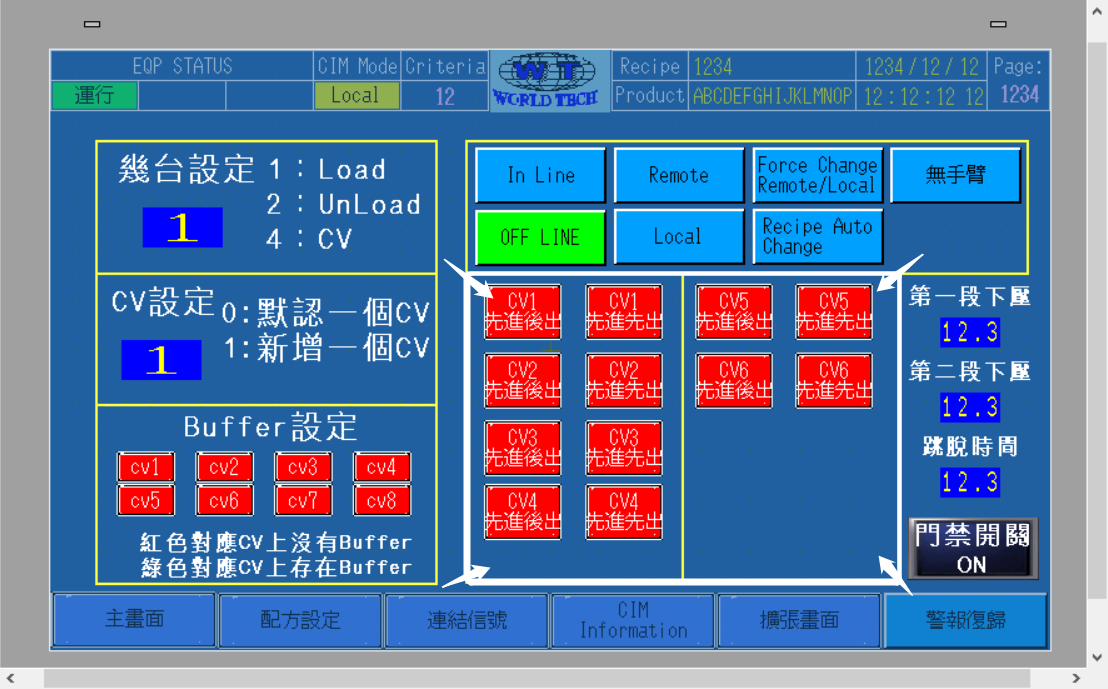 EQP STATUS
CIM Mode
Criteria
WT
WORLD TECH
Recipe
1234
1234/12/12
Page:
運行
Local
12
Product
ABCDEFGHIJKLMNOP
12:12:12 12
1234
幾台設定 1：Load
2：UnLoad
4：CV
1
In Line
Remote
Force Change
Remote/Local
無手臂
OFF LINE
Local
Recipe Auto
Change
CV設定
0:默認一個CV
1:新增一個CV
1
Buffer設定
cv1
cv2
cv3
cv4
cv5
cv6
cv7
cv8
紅色對應CV上沒有Buffer
綠色對應CV上存在Buffer
CV1
先進後出
CV1
先進先出
CV5
先進後出
CV5
先進先出
CV2
先進後出
CV2
先進先出
CV6
先進後出
CV6
先進先出
CV3
先進後出
CV3
先進先出
CV4
先進後出
CV4
先進先出
第一段下壓
12.3
第二段下壓
12.3
跳脫時間
12.3
門禁開關
ON
主畫面
配方設定
連結信號
CIM
Information
擴張畫面
警報復歸